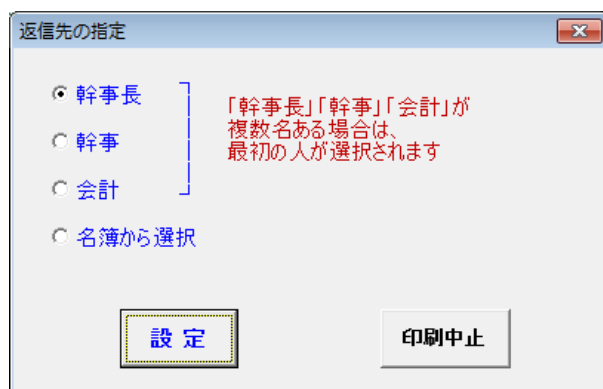 返信先の指定
幹事長
幹事
会計
名簿から選択
「幹事長」「幹事」「会計」が
複数名ある場合は、
最初の人が選択されます
設 定
印刷中止